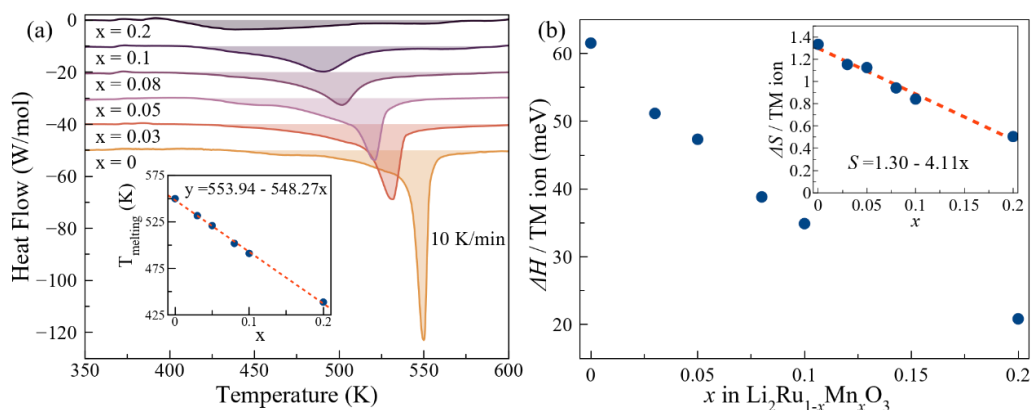 (a)
Heat Flow (W/mol)
0
−20
−40
−60
−80
−100
−120
x = 0.2
x = 0.1
x = 0.08
x = 0.05
x = 0.03
x = 0
10 K/min
T_melting (K)
575
525
475
425
y =553.94 - 548.27x
0 0.1 0.2
x
350 400 450 500 550 600
Temperature (K)
(b)
ΔH / TM ion (meV)
60
50
40
30
20
ΔS / TM ion
1.4
1.2
1
0.8
0.6
0.4
0.2
0
S =1.30 - 4.11x
0 0.05 0.10 0.15 0.2
x
0 0.05 0.1 0.15 0.2
x in Li₂Ru₁₋ₓMnₓO₃